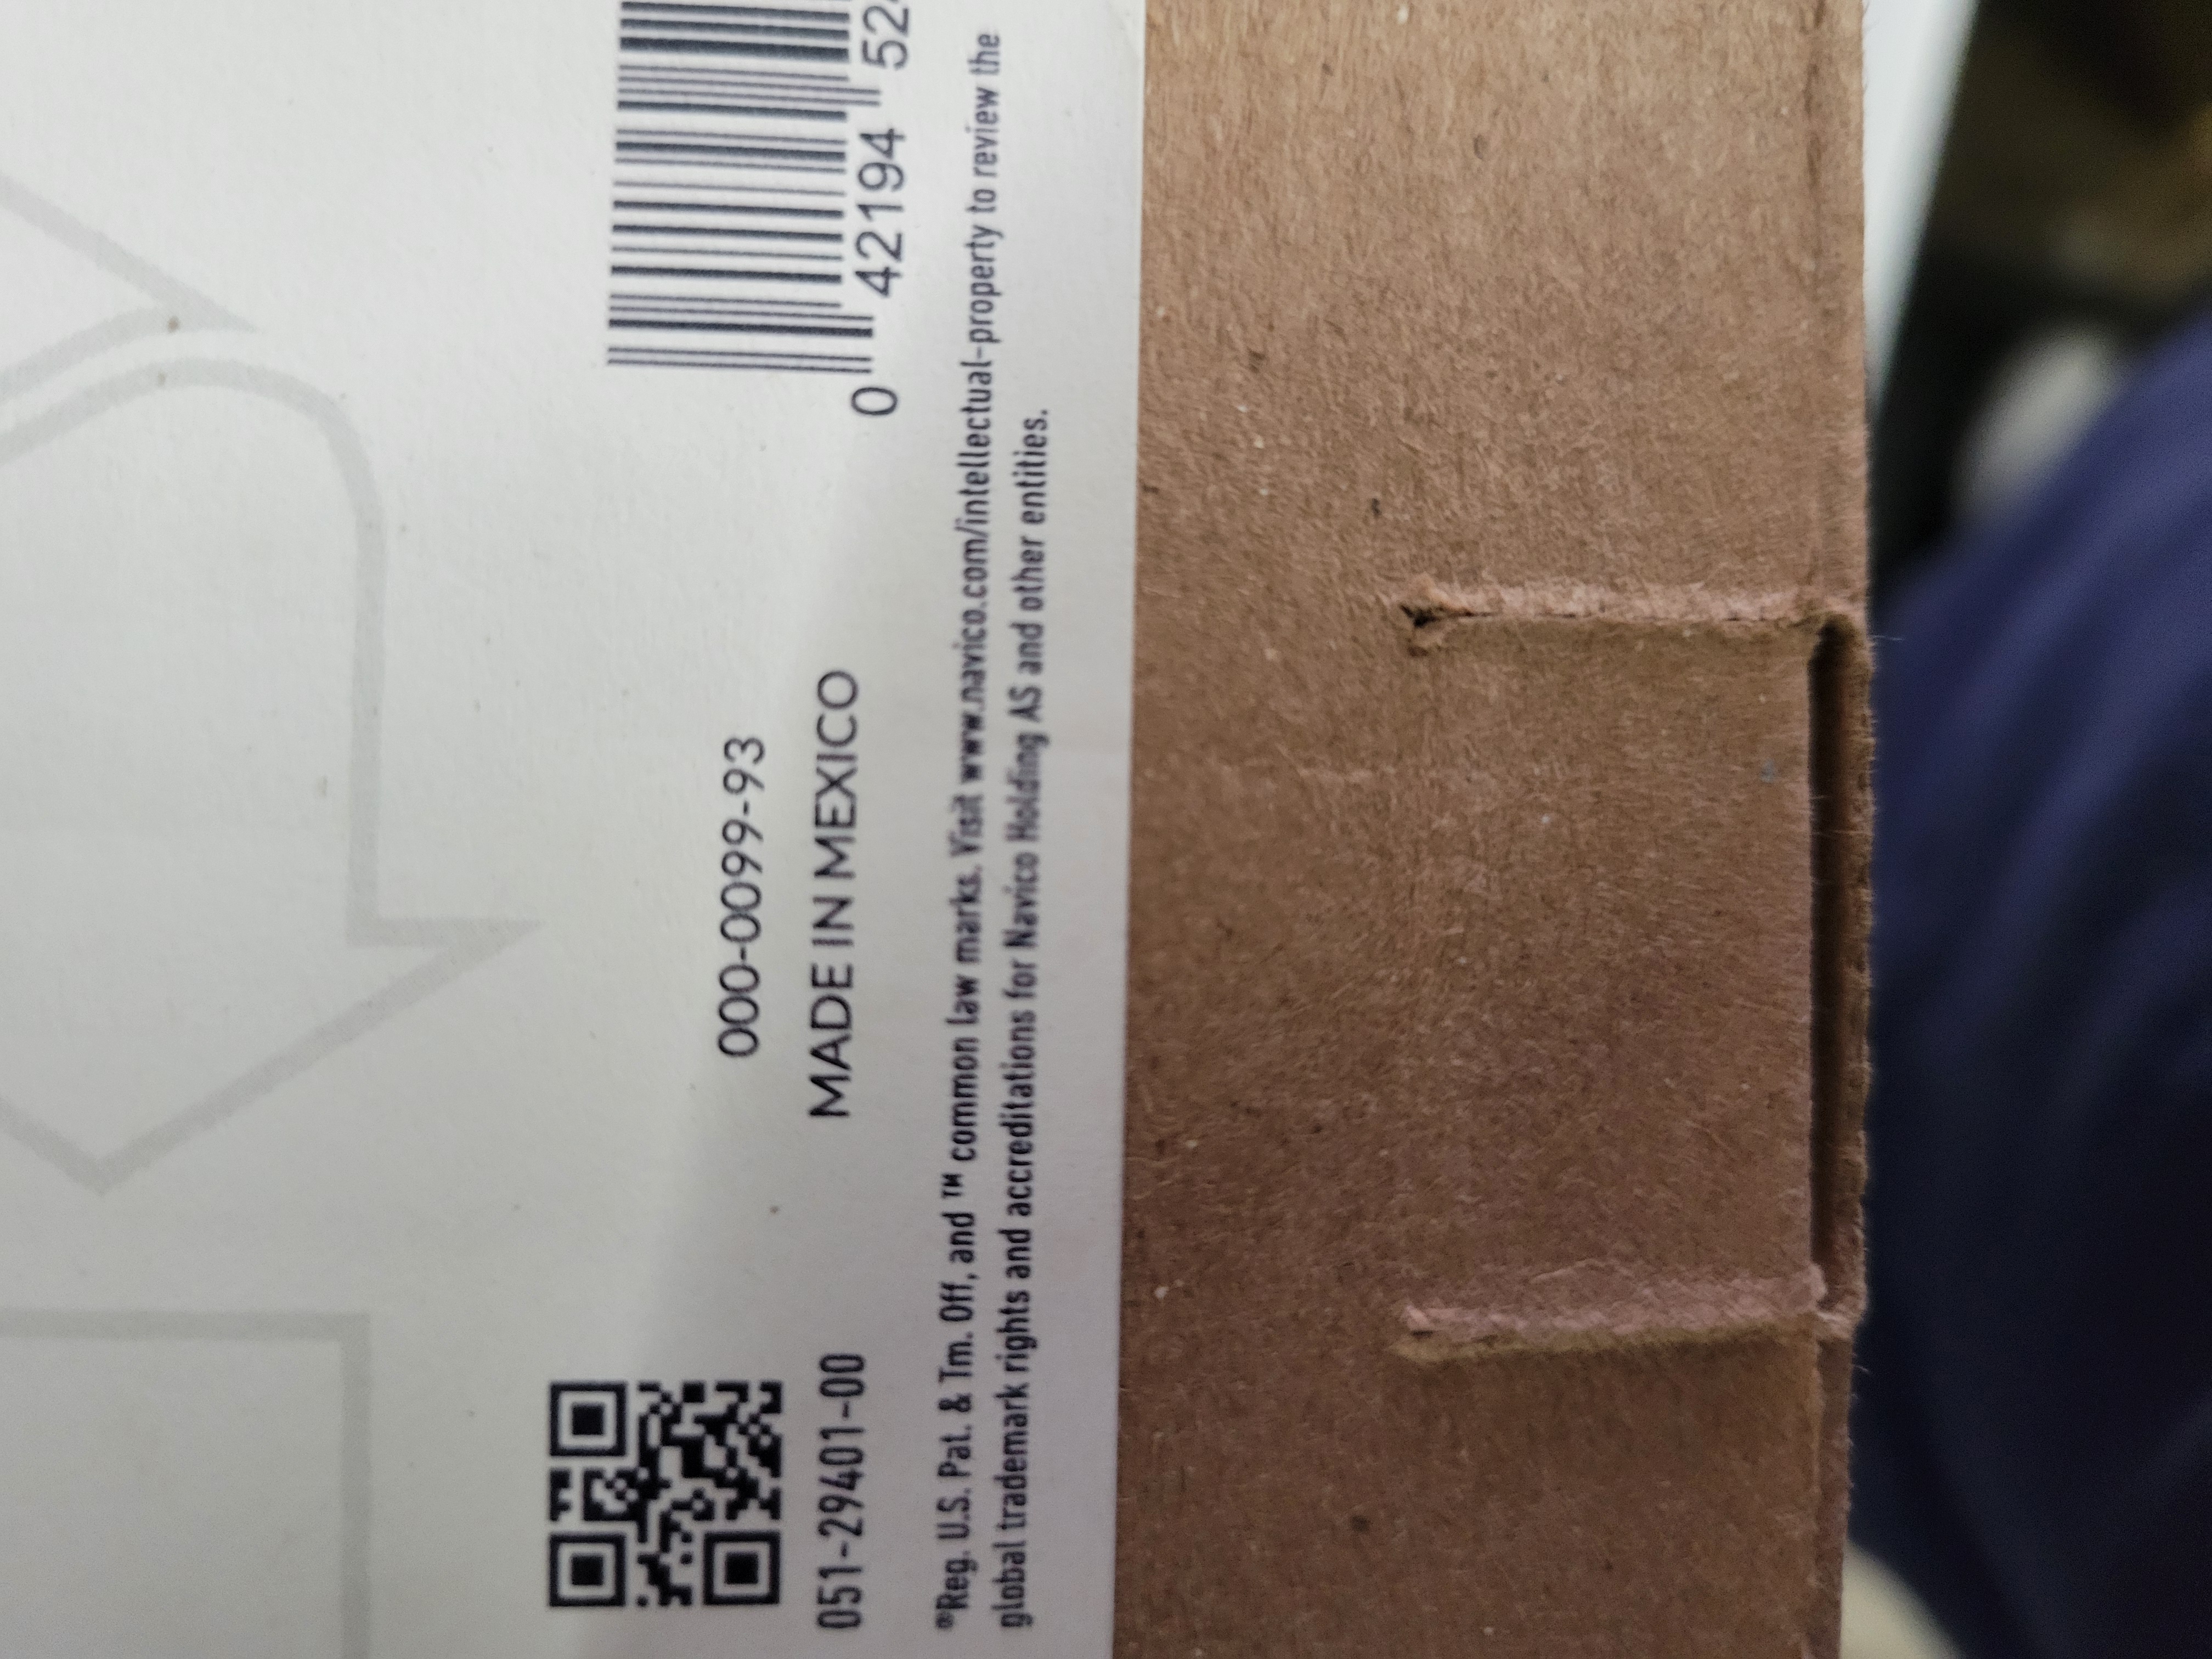 0 42194 52
000-0099-93
MADE IN MEXICO
051-29401-00
®Reg. U.S. Pat. & Tm. Off, and ™ common law marks. Visit www.navico.com/intellectual-property to review the
global trademark rights and accreditations for Navico Holding AS and other entities.